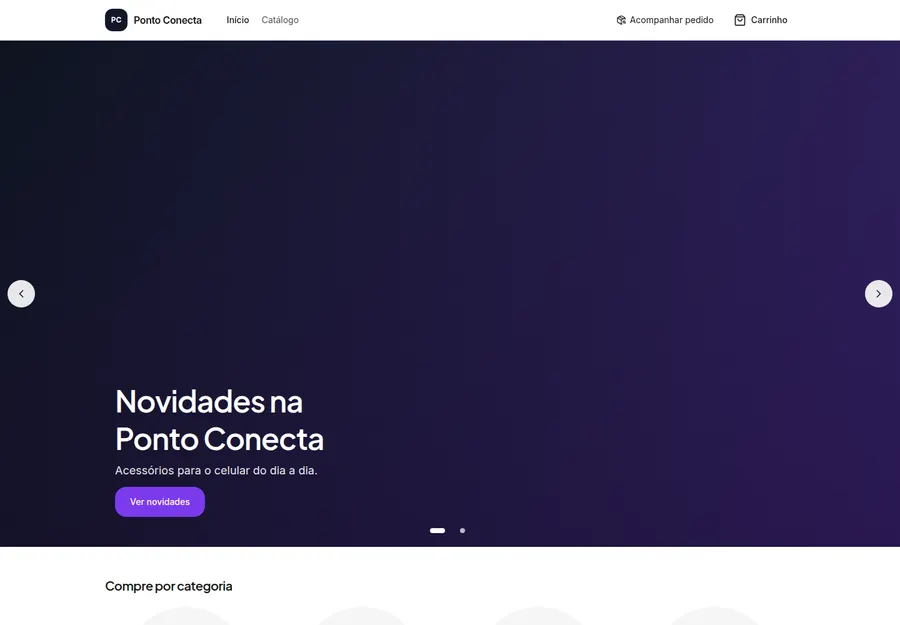 PC
Ponto Conecta
Início
Catálogo
Acompanhar pedido
Carrinho
Novidades na
Ponto Conecta
Acessórios para o celular do dia a dia.
Ver novidades
Compre por categoria